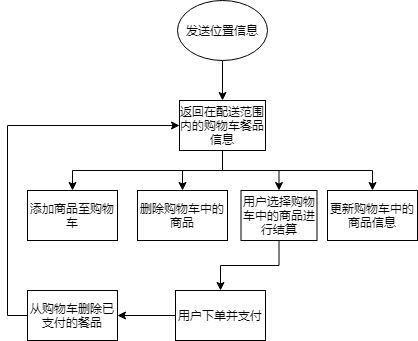 发送位置信息
返回在配送范围
内的购物车餐品
信息
添加商品至购物
车
删除购物车中的
商品
用户选择购物
车中的商品进
行结算
更新购物车中的
商品信息
从购物车删除已
支付的餐品
用户下单并支付